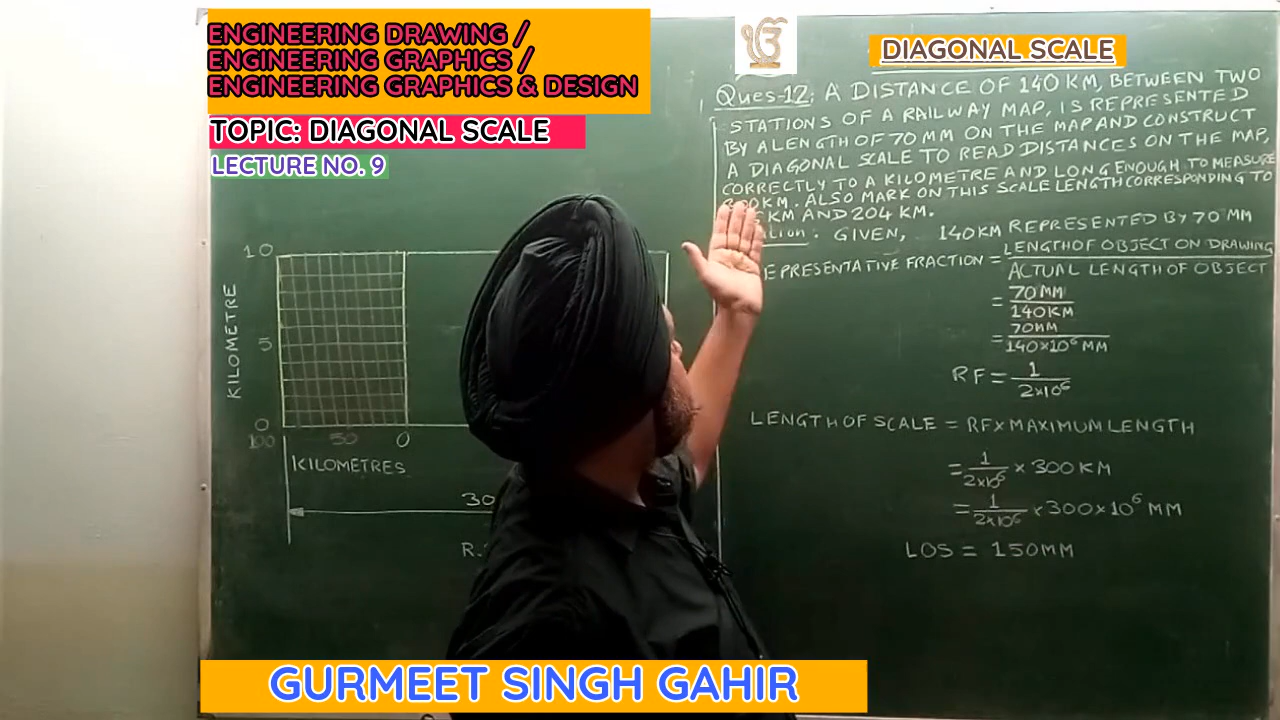 ENGINEERING DRAWING /
ENGINEERING GRAPHICS /
ENGINEERING GRAPHICS & DESIGN
TOPIC: DIAGONAL SCALE
LECTURE NO. 9
ੴ
DIAGONAL SCALE
Ques-12: A DISTANCE OF 140 KM, BETWEEN TWO
STATIONS OF A RAILWAY MAP, IS REPRESENTED
BY A LENGTH OF 70 MM ON THE MAP AND CONSTRUCT
A DIAGONAL SCALE TO READ DISTANCES ON THE MAP,
CORRECTLY TO A KILOMETRE AND LONG ENOUGH TO MEASURE
KM. ALSO MARK ON THIS SCALE LENGTH CORRESPONDING TO
KM AND 204 KM.
GIVEN, 140KM REPRESENTED BY 70 MM
REPRESENTATIVE FRACTION = LENGTH OF OBJECT ON DRAWING
ACTUAL LENGTH OF OBJECT
= 70 MM
140KM
= 70MM
140×10⁶ MM
RF = 1
2×10⁶
LENGTH OF SCALE = RF×MAXIMUM LENGTH
= 1 × 300 KM
2×10⁶
= 1 × 300×10⁶ MM
2×10⁶
LOS = 150MM
10
KILOMETRE
5
0
100 50 0
KILOMETRES
30
R.
GURMEET SINGH GAHIR